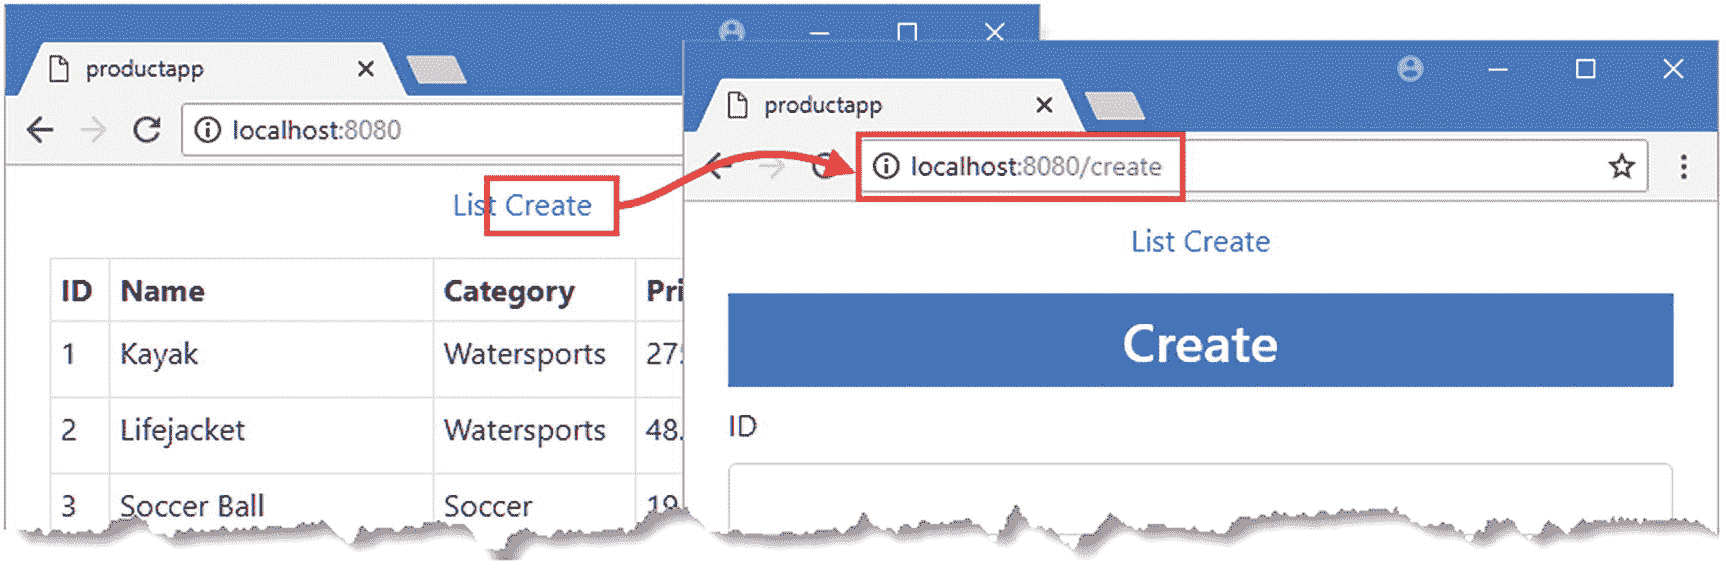 productapp
localhost:8080
List Create
ID Name Category Pri
1 Kayak Watersports 27
2 Lifejacket Watersports 48.
3 Soccer Ball Soccer 19
productapp
localhost:8080/create
List Create
Create
ID